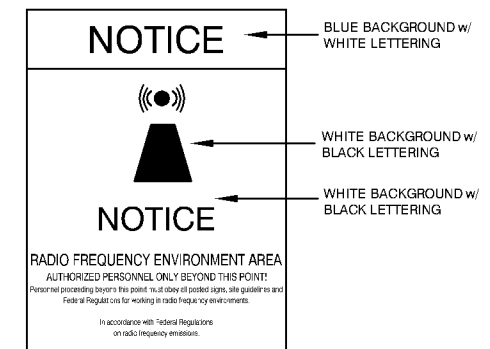 NOTICE
BLUE BACKGROUND w/
WHITE LETTERING
WHITE BACKGROUND w/
BLACK LETTERING
NOTICE
WHITE BACKGROUND w/
BLACK LETTERING
RADIO FREQUENCY ENVIRONMENT AREA
AUTHORIZED PERSONNEL ONLY BEYOND THIS POINT!
Personnel proceeding beyond this point must obey all posted signs, site guidelines and
Federal Regulations for working in radio frequency environments.
In accordance with Federal Regulations
on radio frequency emissions.